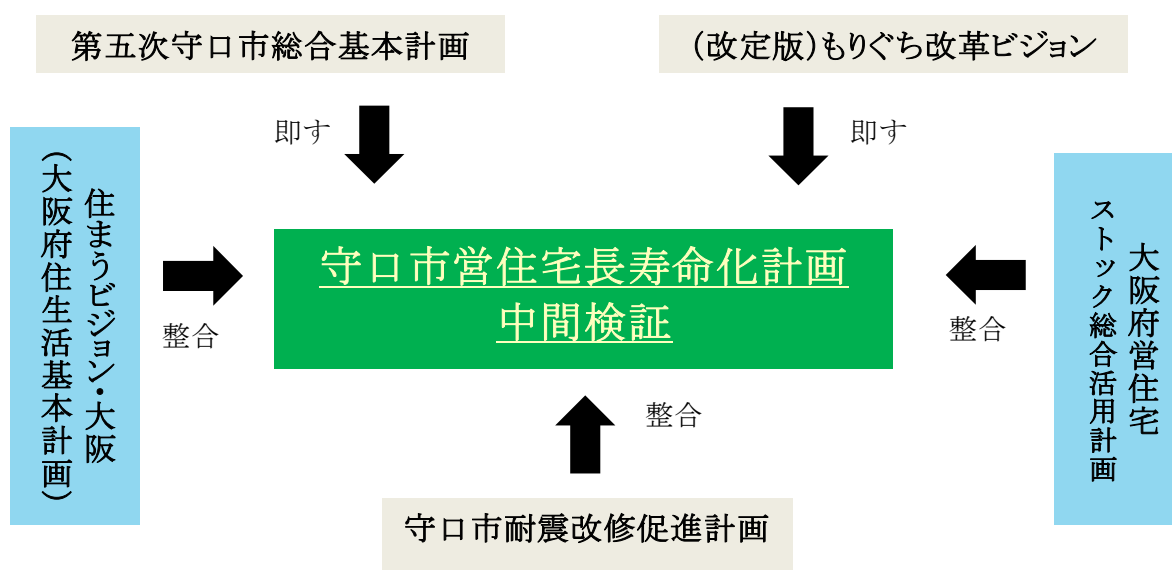 第五次守口市総合基本計画
(改定版)もりぐち改革ビジョン
即す
即す
住まうビジョン・大阪
(大阪府住生活基本計画)
整合
守口市営住宅長寿命化計画
中間検証
整合
大阪府営住宅
ストック総合活用計画
整合
守口市耐震改修促進計画